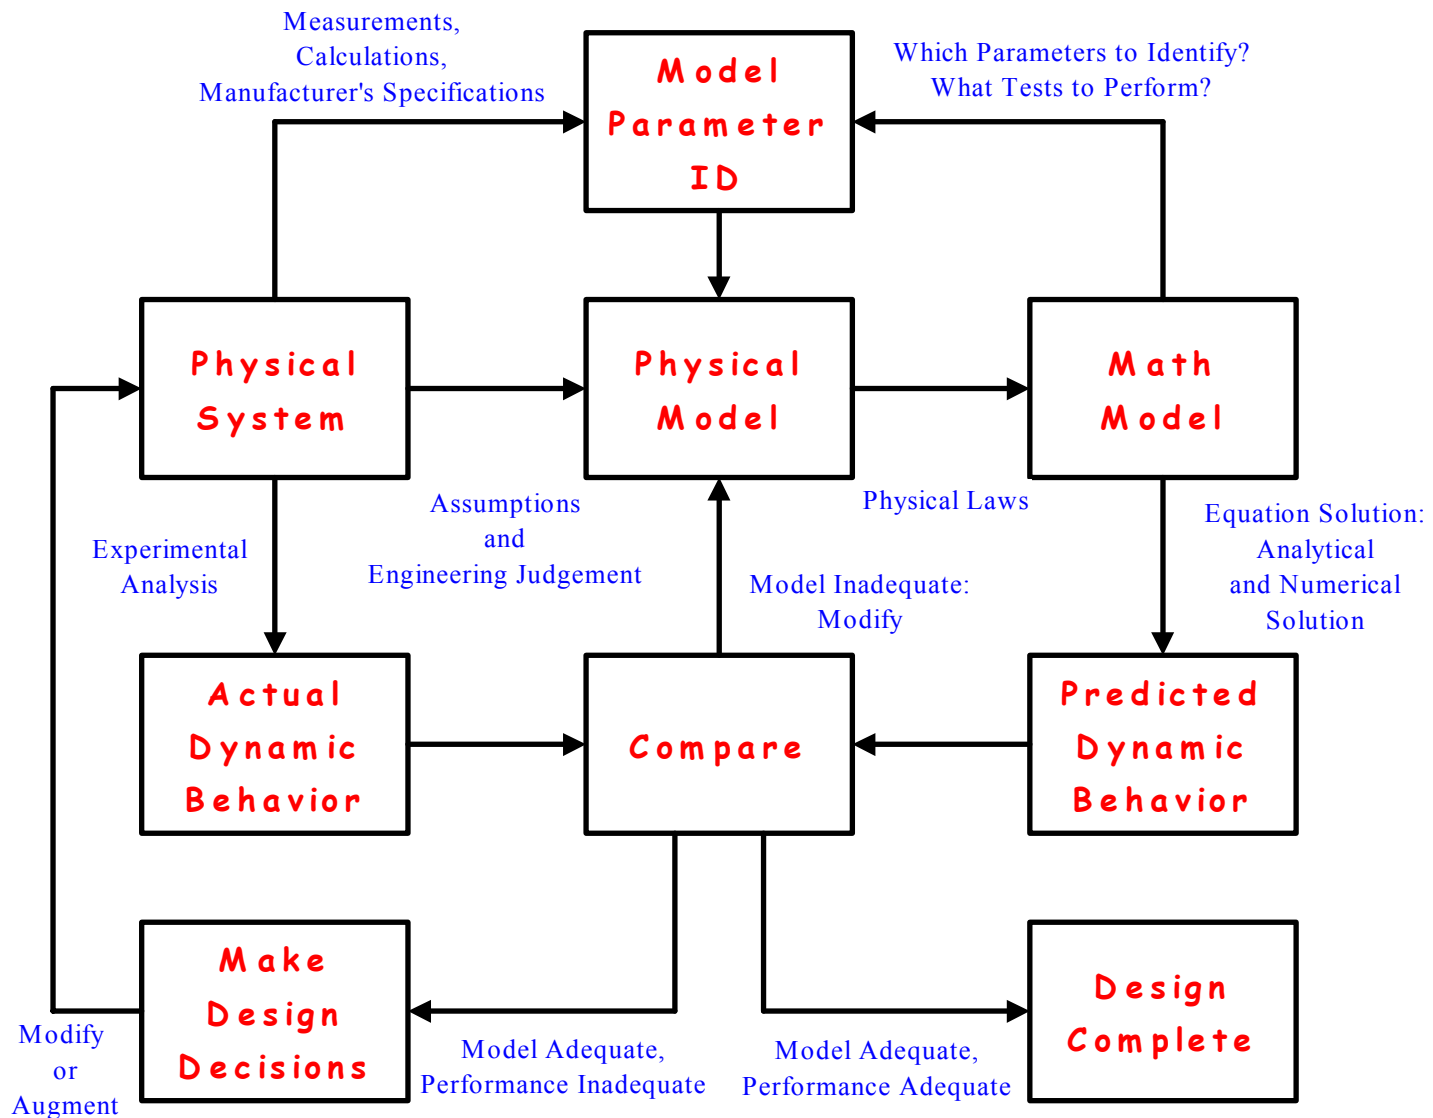 Measurements,
Calculations,
Manufacturer's Specifications
Model
Parameter
ID
Which Parameters to Identify?
What Tests to Perform?
Physical
System
Physical
Model
Math
Model
Experimental
Analysis
Assumptions
and
Engineering Judgement
Physical Laws
Model Inadequate:
Modify
Equation Solution:
Analytical
and Numerical
Solution
Actual
Dynamic
Behavior
Compare
Predicted
Dynamic
Behavior
Make
Design
Decisions
Design
Complete
Modify
or
Augment
Model Adequate,
Performance Inadequate
Model Adequate,
Performance Adequate